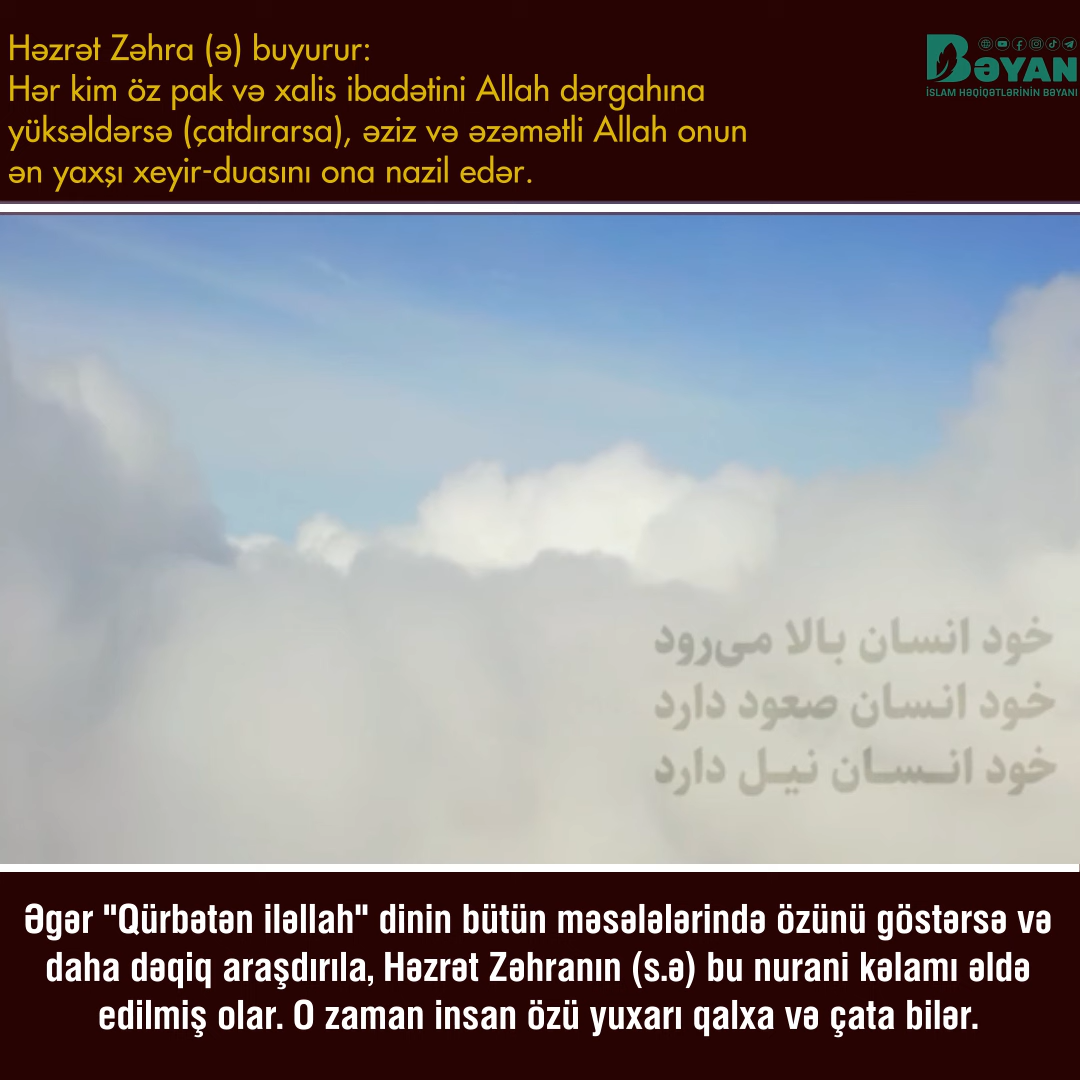 Həzrət Zəhra (ə) buyurur:
Hər kim öz pak və xalis ibadətini Allah dərgahına
yüksəldərsə (çatdırarsa), əziz və əzəmətli Allah onun
ən yaxşı xeyir-duasını ona nazil edər.
BƏYAN
İSLAM HƏQİQƏTLƏRİNİN BƏYANI
خود انسان بالا می‌رود
خود انسان صعود دارد
خود انسان نیل دارد
Əgər "Qürbətən iləllah" dinin bütün məsələlərində özünü göstərsə və
daha dəqiq araşdırıla, Həzrət Zəhranın (s.ə) bu nurani kəlamı əldə
edilmiş olar. O zaman insan özü yuxarı qalxa və çata bilər.